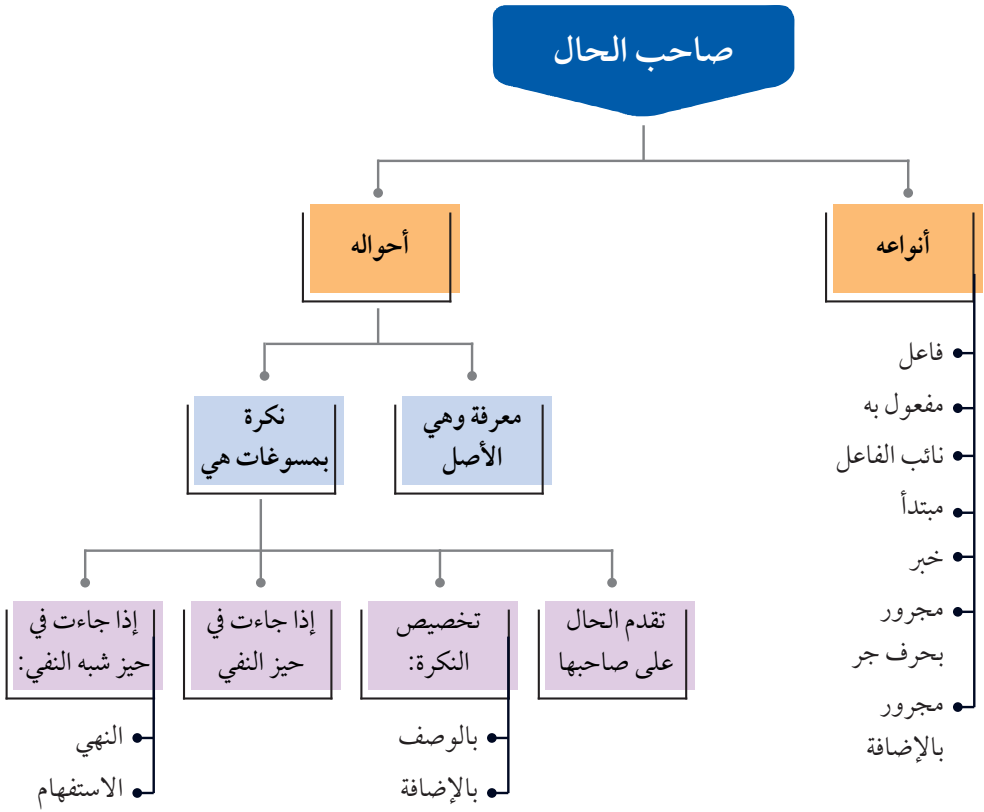 صاحب الحال
أنواعه
فاعل
مفعول به
نائب الفاعل
مبتدأ
خبر
مجرور
بحرف جر
مجرور
بالإضافة
أحواله
معرفة وهي
الأصل
نكرة
بمسوغات هي
تقدم الحال
على صاحبها
تخصيص
النكرة:
بالوصف
بالإضافة
إذا جاءت في
حيز النفي
إذا جاءت في
حيز شبه النفي:
النهي
الاستفهام